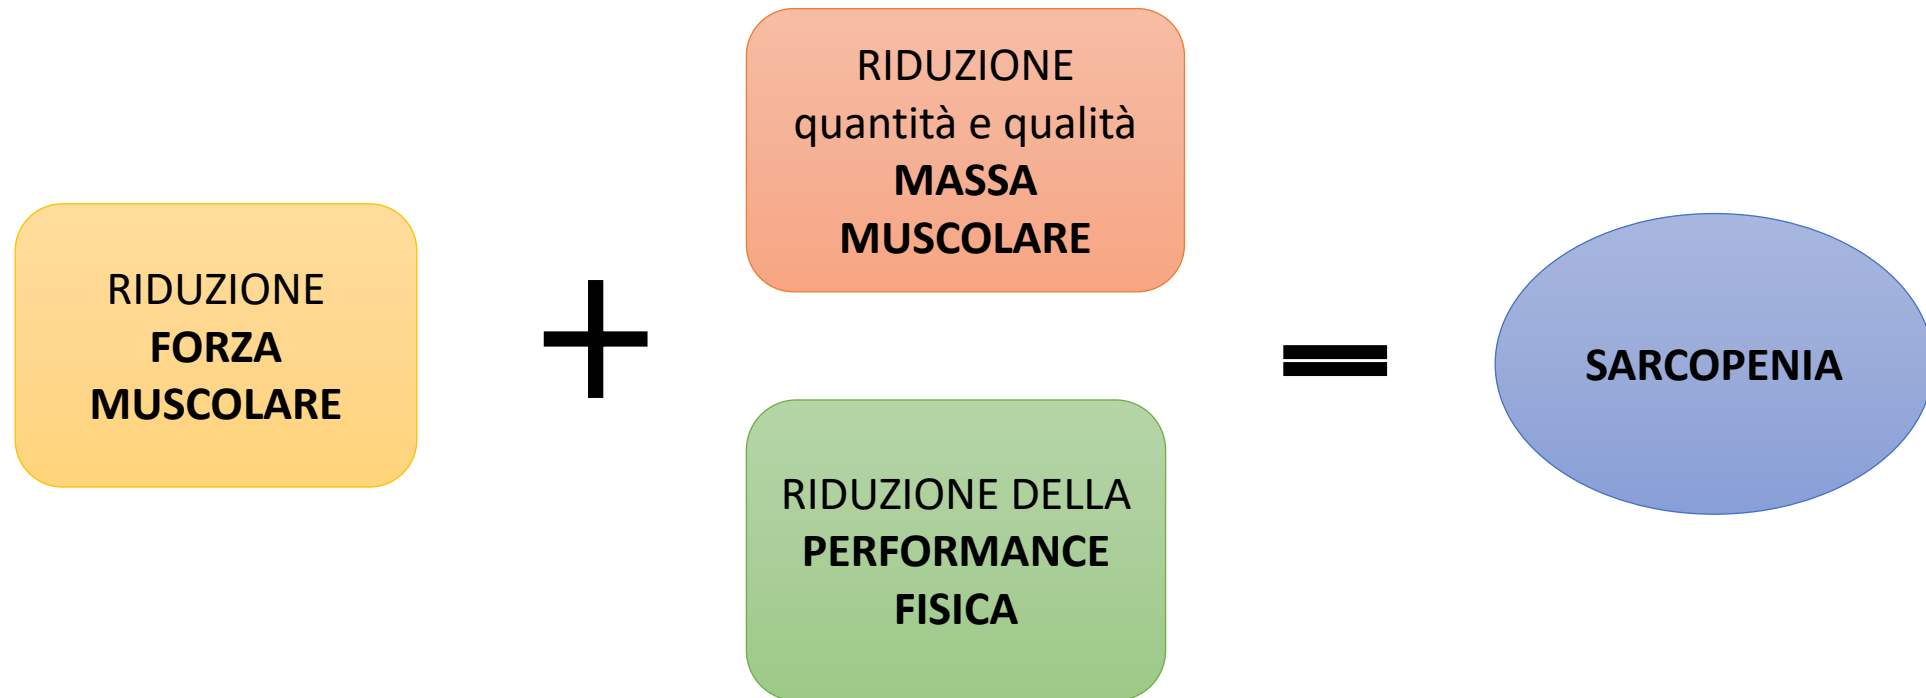 RIDUZIONE
FORZA
MUSCOLARE
+
RIDUZIONE
quantità e qualità
MASSA
MUSCOLARE
RIDUZIONE DELLA
PERFORMANCE
FISICA
=
SARCOPENIA